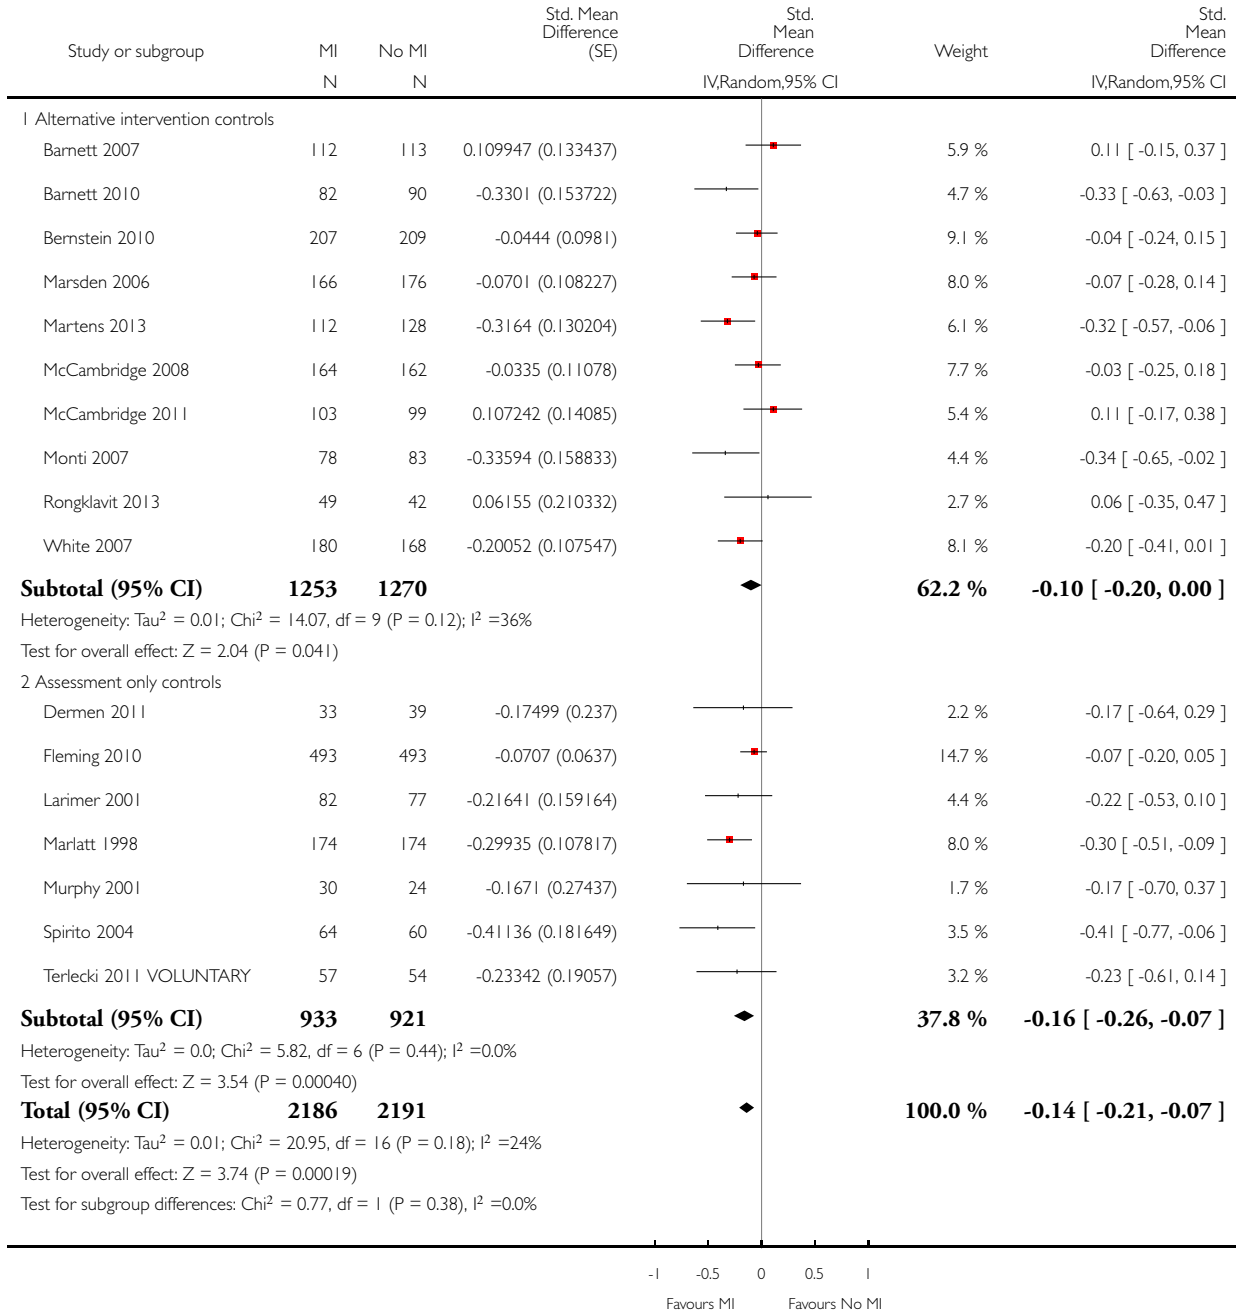 Study or subgroup MI No MI Std. Mean Difference (SE) Std. Mean Difference Weight Std. Mean Difference
N N IV,Random,95% CI IV,Random,95% CI
1 Alternative intervention controls
Barnett 2007 112 113 0.109947 (0.133437) 5.9 % 0.11 [ -0.15, 0.37 ]
Barnett 2010 82 90 -0.3301 (0.153722) 4.7 % -0.33 [ -0.63, -0.03 ]
Bernstein 2010 207 209 -0.0444 (0.0981) 9.1 % -0.04 [ -0.24, 0.15 ]
Marsden 2006 166 176 -0.0701 (0.108227) 8.0 % -0.07 [ -0.28, 0.14 ]
Martens 2013 112 128 -0.3164 (0.130204) 6.1 % -0.32 [ -0.57, -0.06 ]
McCambridge 2008 164 162 -0.0335 (0.11078) 7.7 % -0.03 [ -0.25, 0.18 ]
McCambridge 2011 103 99 0.107242 (0.14085) 5.4 % 0.11 [ -0.17, 0.38 ]
Monti 2007 78 83 -0.33594 (0.158833) 4.4 % -0.34 [ -0.65, -0.02 ]
Rongklavit 2013 49 42 0.06155 (0.210332) 2.7 % 0.06 [ -0.35, 0.47 ]
White 2007 180 168 -0.20052 (0.107547) 8.1 % -0.20 [ -0.41, 0.01 ]
Subtotal (95% CI) 1253 1270 62.2 % -0.10 [ -0.20, 0.00 ]
Heterogeneity: Tau² = 0.01; Chi² = 14.07, df = 9 (P = 0.12); I² =36%
Test for overall effect: Z = 2.04 (P = 0.041)
2 Assessment only controls
Dermen 2011 33 39 -0.17499 (0.237) 2.2 % -0.17 [ -0.64, 0.29 ]
Fleming 2010 493 493 -0.0707 (0.0637) 14.7 % -0.07 [ -0.20, 0.05 ]
Larimer 2001 82 77 -0.21641 (0.159164) 4.4 % -0.22 [ -0.53, 0.10 ]
Marlatt 1998 174 174 -0.29935 (0.107817) 8.0 % -0.30 [ -0.51, -0.09 ]
Murphy 2001 30 24 -0.1671 (0.27437) 1.7 % -0.17 [ -0.70, 0.37 ]
Spirito 2004 64 60 -0.41136 (0.181649) 3.5 % -0.41 [ -0.77, -0.06 ]
Terlecki 2011 VOLUNTARY 57 54 -0.23342 (0.19057) 3.2 % -0.23 [ -0.61, 0.14 ]
Subtotal (95% CI) 933 921 37.8 % -0.16 [ -0.26, -0.07 ]
Heterogeneity: Tau² = 0.0; Chi² = 5.82, df = 6 (P = 0.44); I² =0.0%
Test for overall effect: Z = 3.54 (P = 0.00040)
Total (95% CI) 2186 2191 100.0 % -0.14 [ -0.21, -0.07 ]
Heterogeneity: Tau² = 0.01; Chi² = 20.95, df = 16 (P = 0.18); I² =24%
Test for overall effect: Z = 3.74 (P = 0.00019)
Test for subgroup differences: Chi² = 0.77, df = 1 (P = 0.38), I² =0.0%
-1 -0.5 0 0.5 1
Favours MI Favours No MI